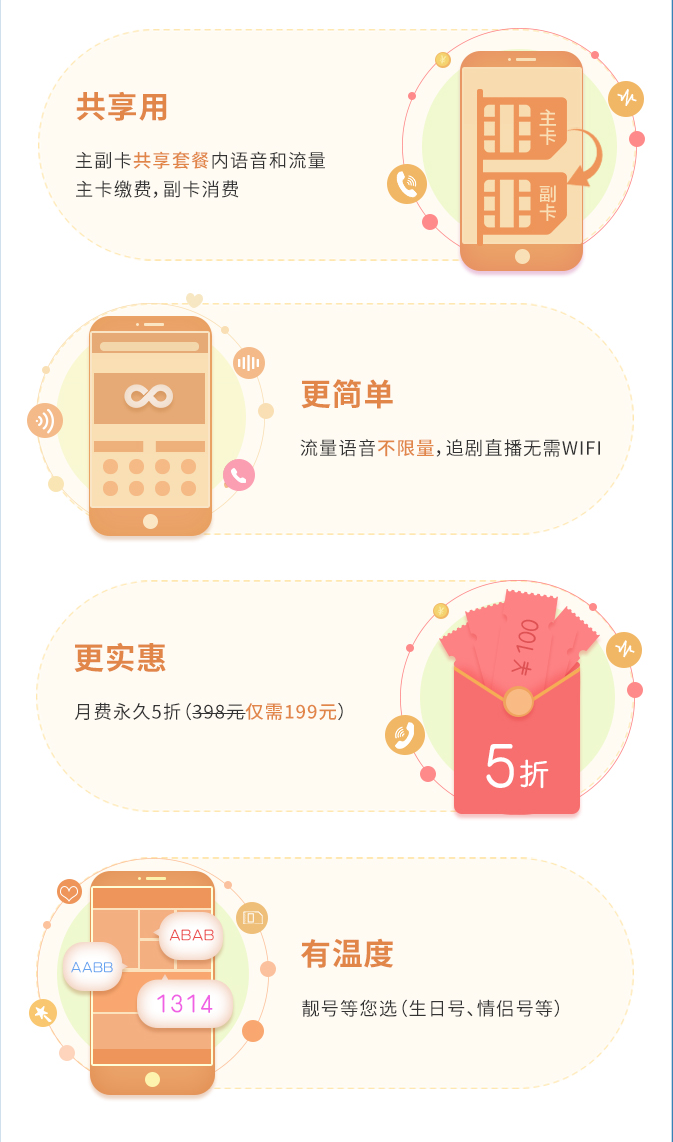 共享用
主副卡共享套餐内语音和流量
主卡缴费，副卡消费
主卡
副卡
更简单
流量语音不限量，追剧直播无需WIFI
更实惠
月费永久5折（398元仅需199元）
100
5折
ABAB
AABB
1314
有温度
靓号等您选（生日号、情侣号等）